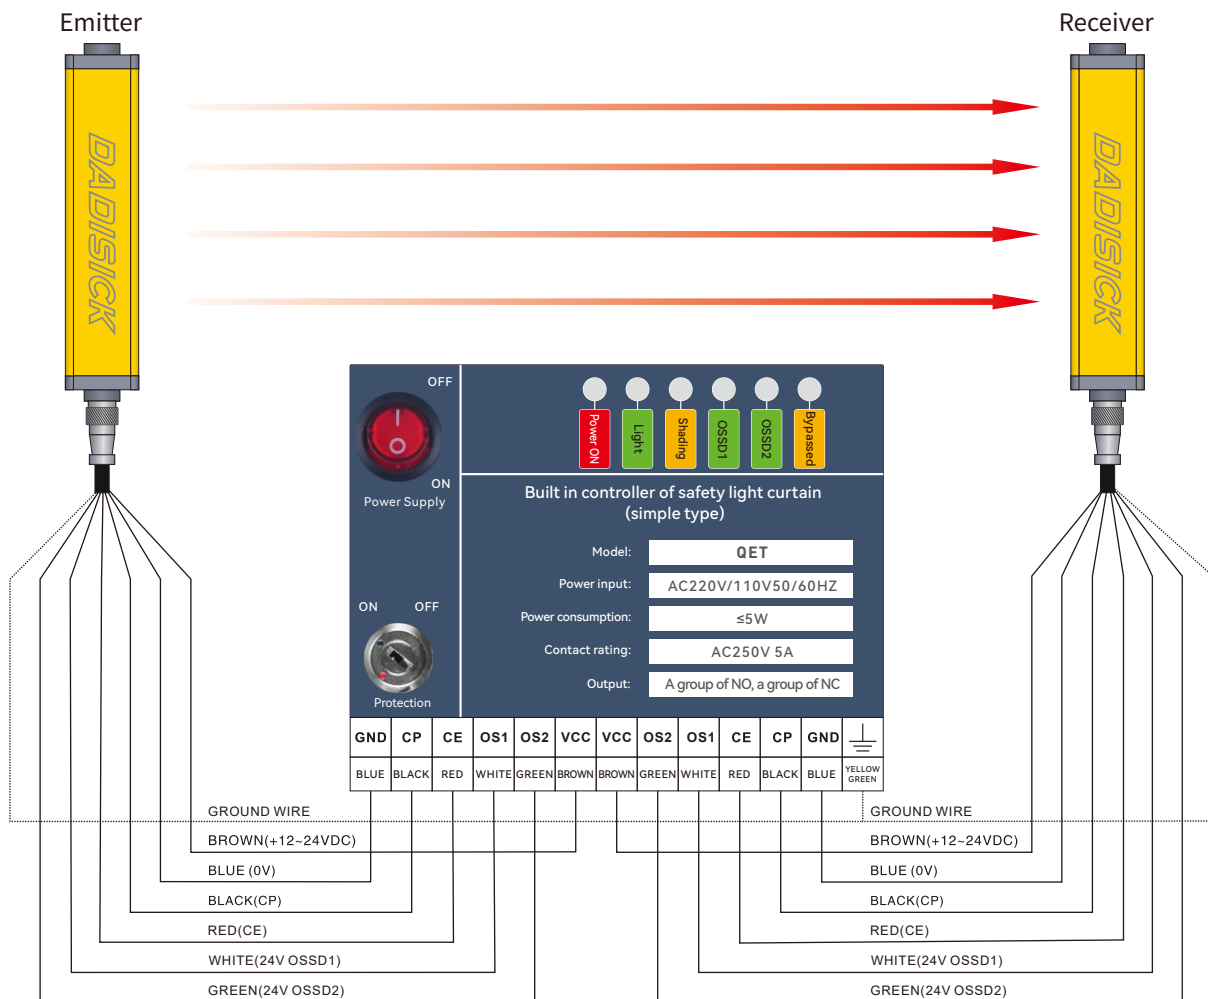 Emitter
Receiver
DADISICK
DADISICK
OFF
ON
Power Supply
Power ON
Light
Shading
OSSD1
OSSD2
Bypassed
Built in controller of safety light curtain
(simple type)
Model: QET
Power input: AC220V/110V50/60HZ
Power consumption: ≤5W
Contact rating: AC250V 5A
Output: A group of NO, a group of NC
ON OFF
Protection
GND CP CE OS1 OS2 VCC VCC OS2 OS1 CE CP GND
BLUE BLACK RED WHITE GREEN BROWN BROWN GREEN WHITE RED BLACK BLUE YELLOW GREEN
GROUND WIRE
BROWN(+12~24VDC)
BLUE (0V)
BLACK(CP)
RED(CE)
WHITE(24V OSSD1)
GREEN(24V OSSD2)
GROUND WIRE
BROWN(+12~24VDC)
BLUE (0V)
BLACK(CP)
RED(CE)
WHITE(24V OSSD1)
GREEN(24V OSSD2)